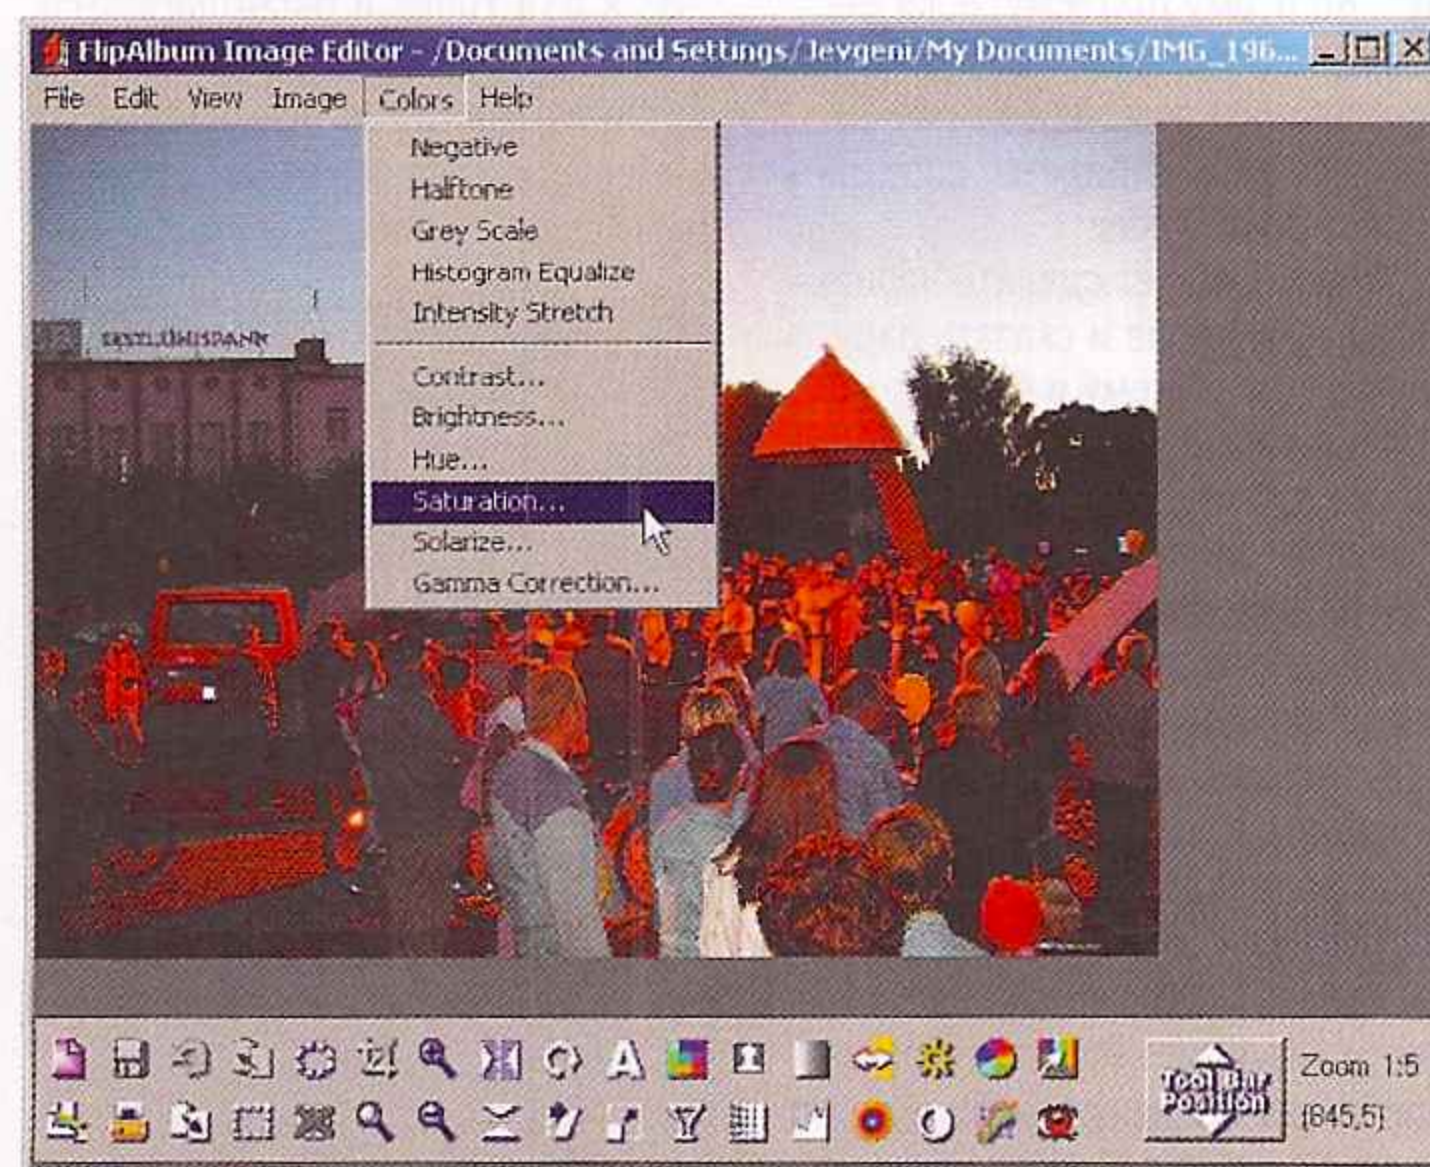 FlipAlbum Image Editor - /Documents and Settings/Jevgeni/My Documents/IMG_196...
File Edit View Image Colors Help
Negative
Halftone
Grey Scale
Histogram Equalize
Intensity Stretch
Contrast...
Brightness...
Hue...
Saturation...
Solarize...
Gamma Correction...
EESTI ÜHISPANK
Tool Bar
Position
Zoom 1:5
(845,5)